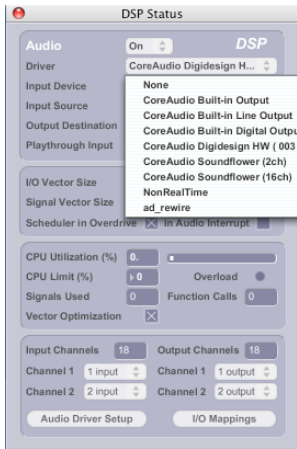 DSP Status
Audio On DSP
Driver CoreAudio Digidesign H...
Input Device
Input Source
Output Destination
Playthrough Input
None
CoreAudio Built-in Output
CoreAudio Built-in Line Output
CoreAudio Built-in Digital Outpu
CoreAudio Digidesign HW ( 003
CoreAudio Soundflower (2ch)
CoreAudio Soundflower (16ch)
NonRealTime
ad_rewire
I/O Vector Size
Signal Vector Size
Scheduler in Overdrive In Audio Interrupt
CPU Utilization (%) 0.
CPU Limit (%) 0 Overload
Signals Used 0 Function Calls 0
Vector Optimization
Input Channels 18 Output Channels 18
Channel 1 1 input Channel 1 1 output
Channel 2 2 input Channel 2 2 output
Audio Driver Setup I/O Mappings